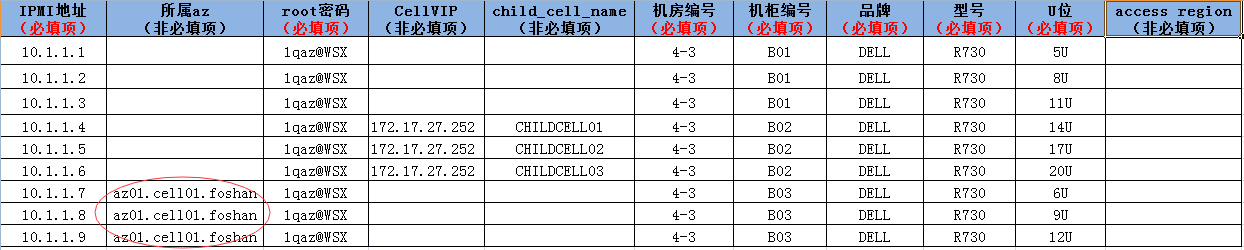 IPMI地址 所属az root密码 CellVIP child_cell_name 机房编号 机柜编号 品牌 型号 U位 access region
(必填项) (非必填项) (必填项) (非必填项) (非必填项) (必填项) (必填项) (必填项) (必填项) (必填项) (非必填项)
10.1.1.1 1qaz@WSX 4-3 B01 DELL R730 5U
10.1.1.2 1qaz@WSX 4-3 B01 DELL R730 8U
10.1.1.3 1qaz@WSX 4-3 B01 DELL R730 11U
10.1.1.4 1qaz@WSX 172.17.27.252 CHILDCELL01 4-3 B02 DELL R730 14U
10.1.1.5 1qaz@WSX 172.17.27.252 CHILDCELL02 4-3 B02 DELL R730 17U
10.1.1.6 1qaz@WSX 172.17.27.252 CHILDCELL03 4-3 B02 DELL R730 20U
10.1.1.7 az01.cell01.foshan 1qaz@WSX 4-3 B03 DELL R730 6U
10.1.1.8 az01.cell01.foshan 1qaz@WSX 4-3 B03 DELL R730 9U
10.1.1.9 az01.cell01.foshan 1qaz@WSX 4-3 B03 DELL R730 12U